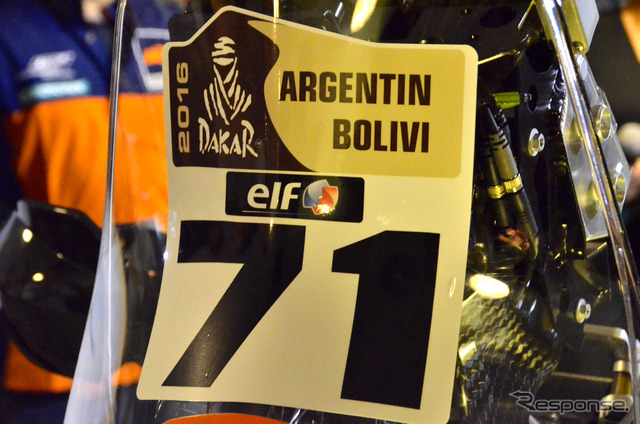 2016
DAKAR
ARGENTIN
BOLIVI
elf
71
Response.